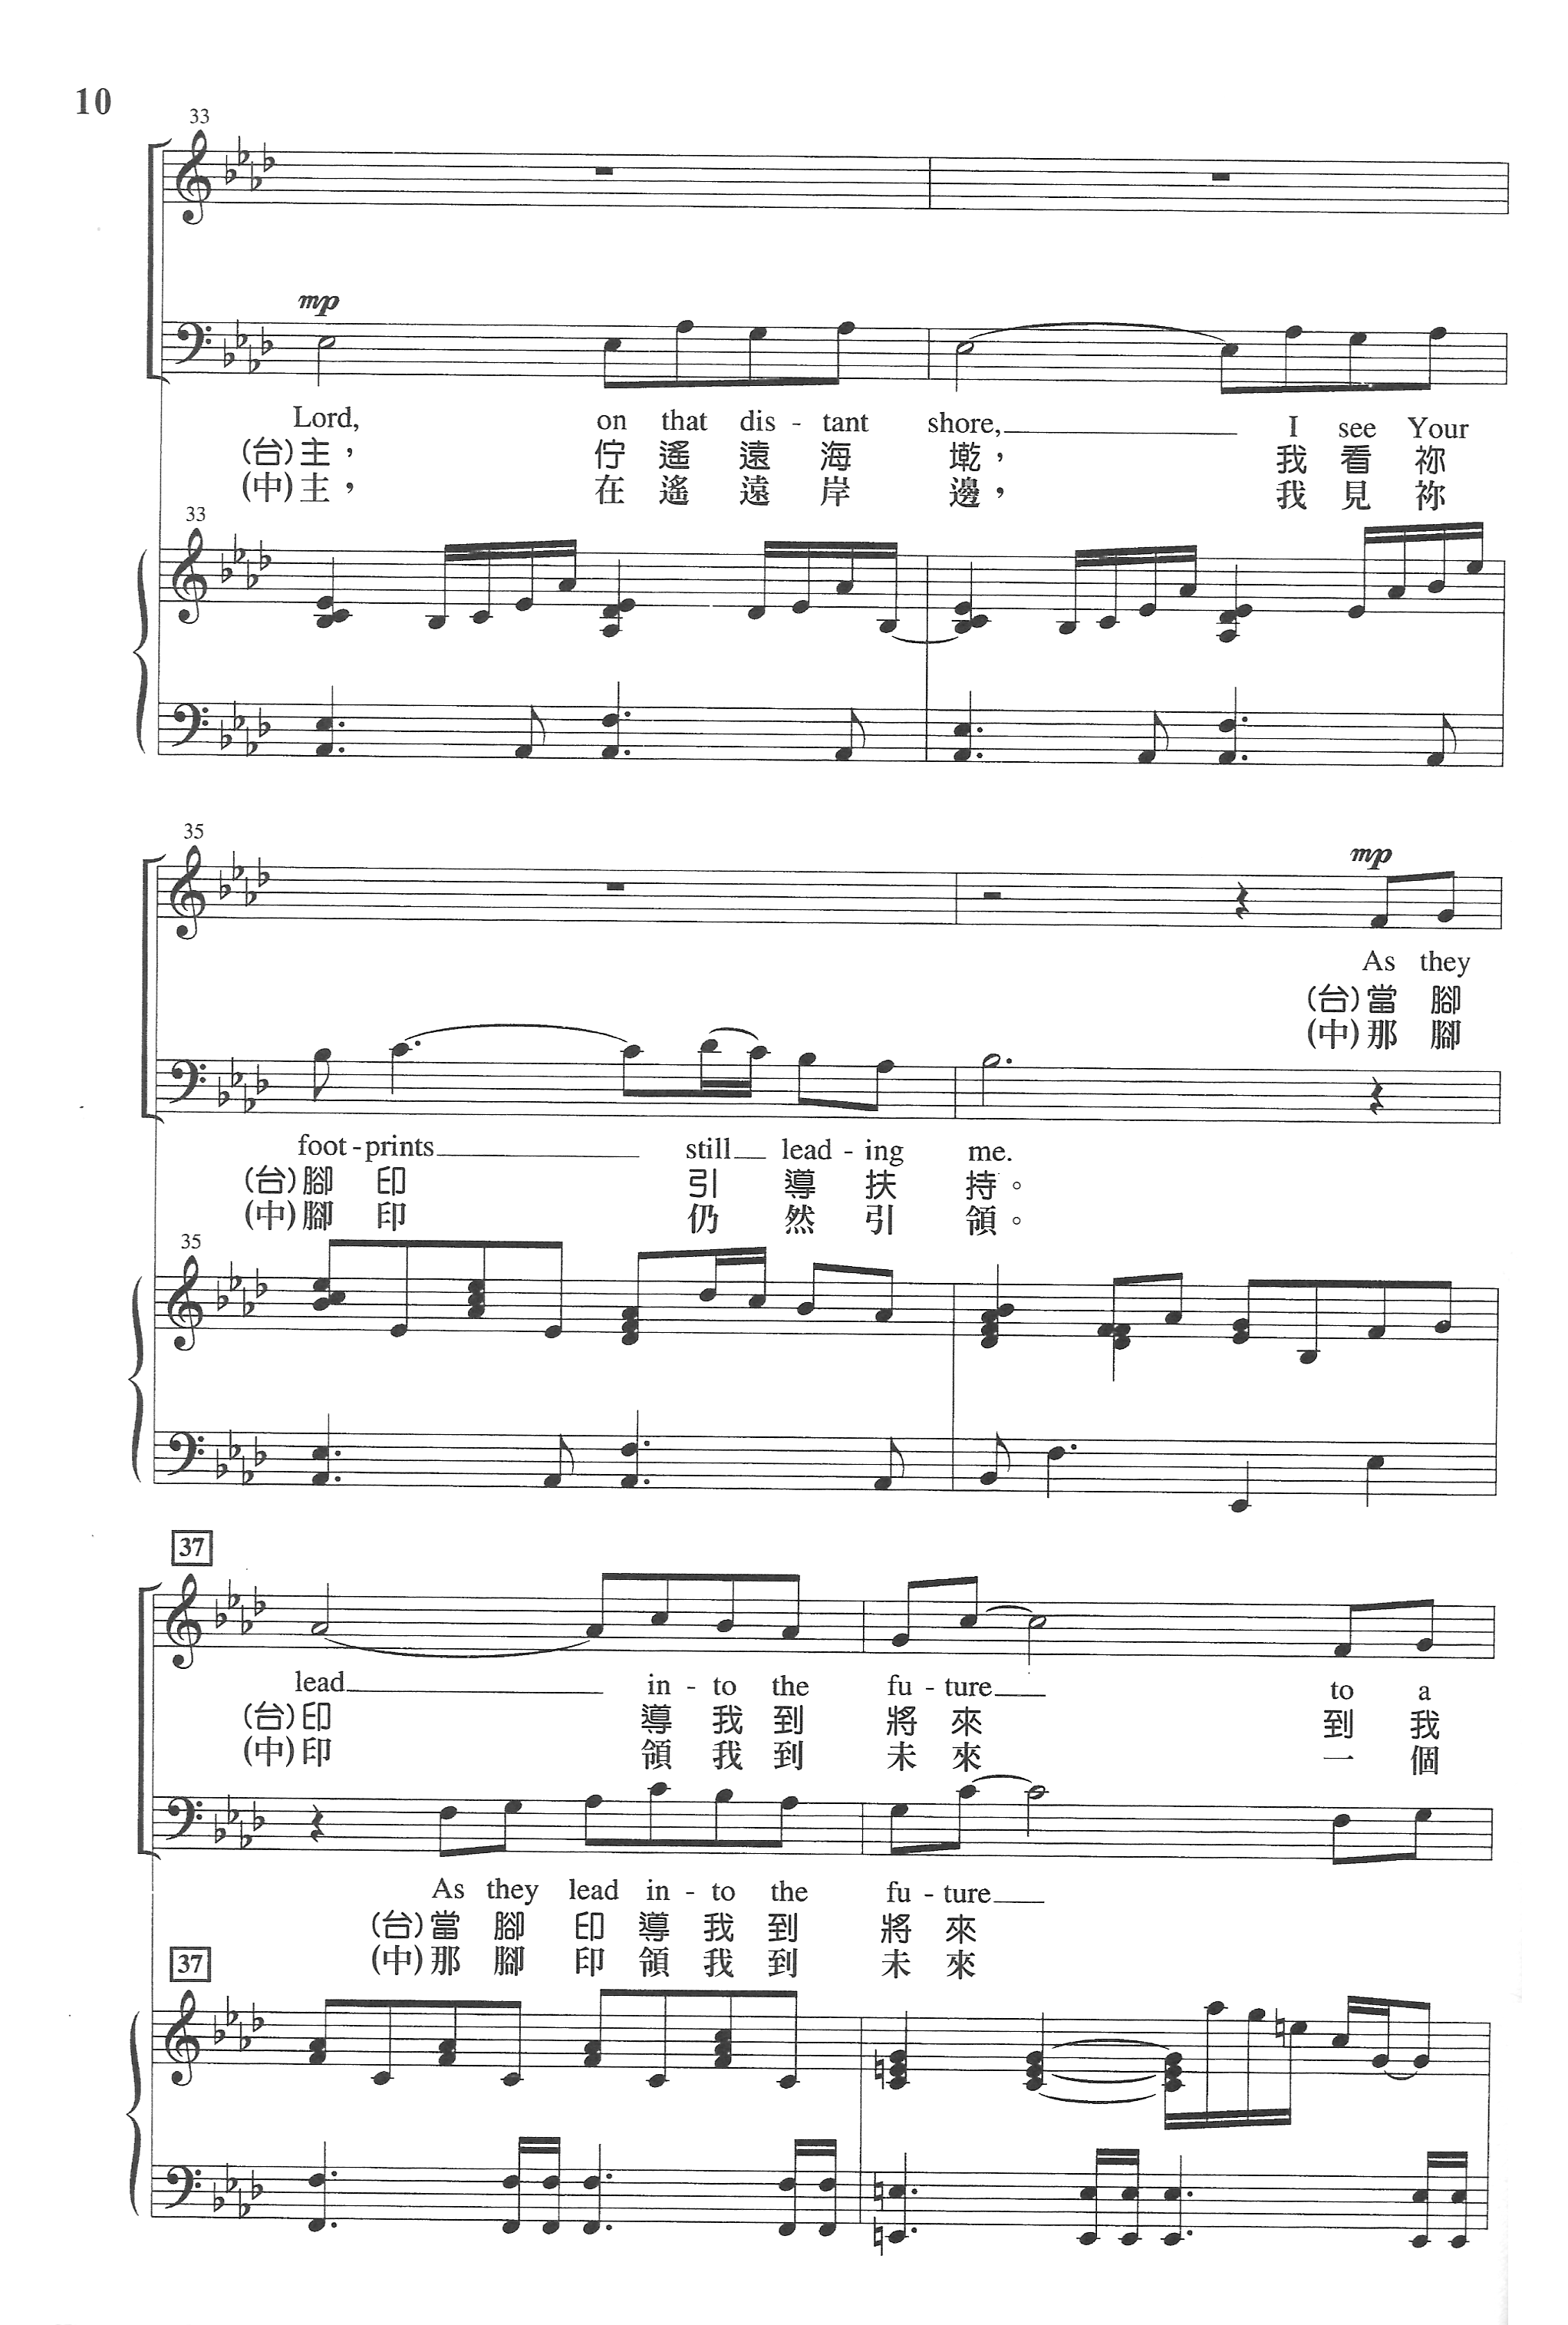 10
33
mp
Lord, on that dis - tant shore, I see Your
(台)主， 佇 遙 遠 海 墘， 我 看 祢
(中)主， 在 遙 遠 岸 邊， 我 見 祢
33
35
mp
As they
(台)當 腳
(中)那 腳
foot - prints still lead - ing me.
(台)腳 印 引 導 扶 持。
(中)腳 印 仍 然 引 領。
35
37
lead in - to the fu - ture to a
(台)印 導 我 到 將 來 到 我
(中)印 領 我 到 未 來 一 個
As they lead in - to the fu - ture
(台)當 腳 印 導 我 到 將 來
(中)那 腳 印 領 我 到 未 來
37